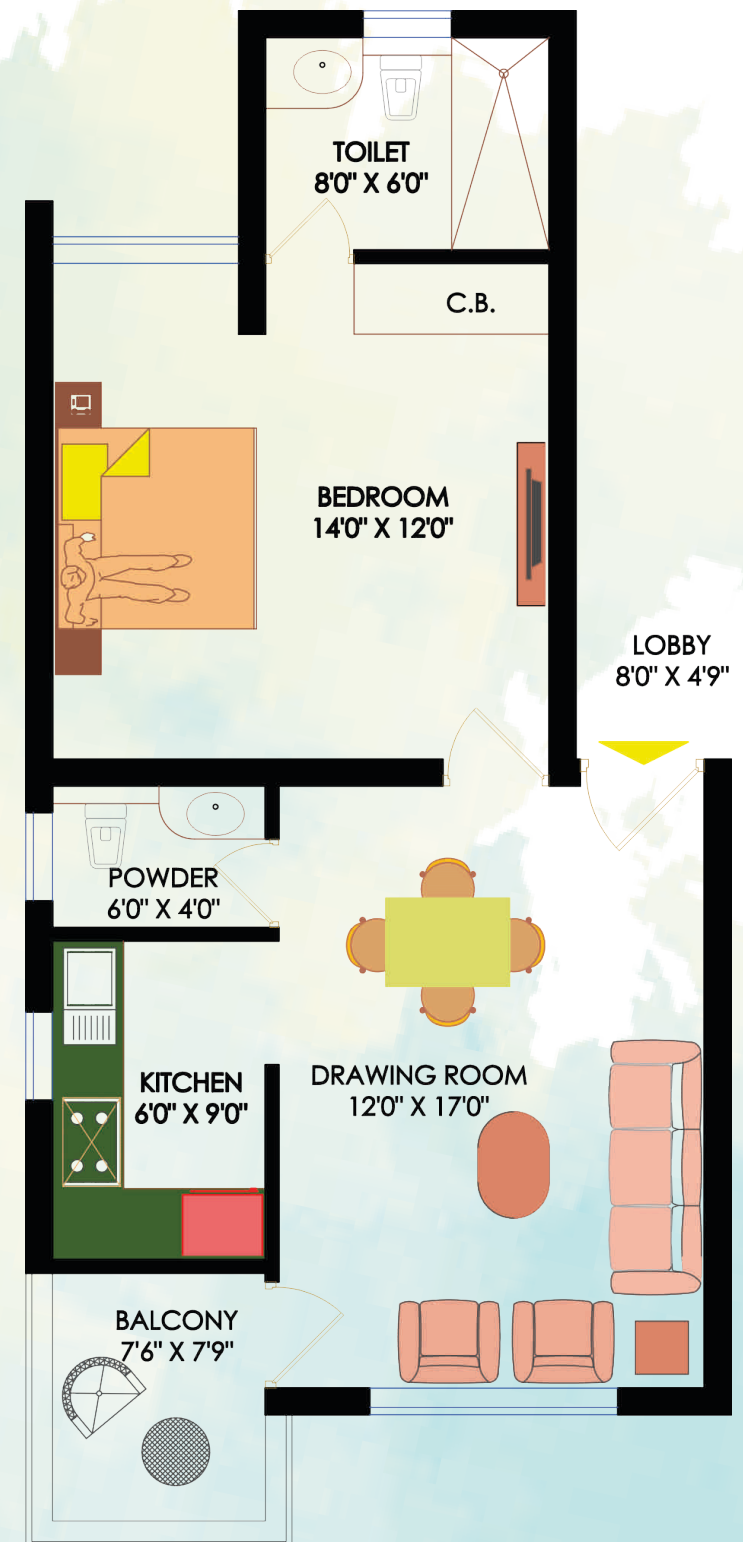 TOILET
8'0" X 6'0"
C.B.
BEDROOM
14'0" X 12'0"
LOBBY
8'0" X 4'9"
POWDER
6'0" X 4'0"
KITCHEN
6'0" X 9'0"
DRAWING ROOM
12'0" X 17'0"
BALCONY
7'6" X 7'9"